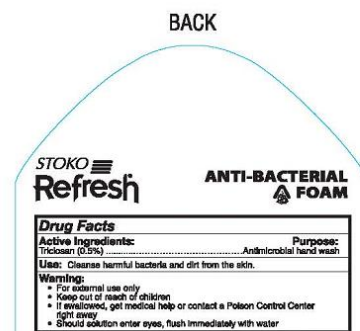 BACK
STOKO
Refresh
ANTI-BACTERIAL
FOAM
Drug Facts
Active Ingredients: Purpose:
Triclosan (0.5%) ........ Antimicrobial hand wash
Use: Cleanse harmful bacteria and dirt from the skin.
Warning:
• For external use only
• Keep out of reach of children
• If swallowed, get medical help or contact a Poison Control Center
right away
• Should solution enter eyes, flush immediately with water